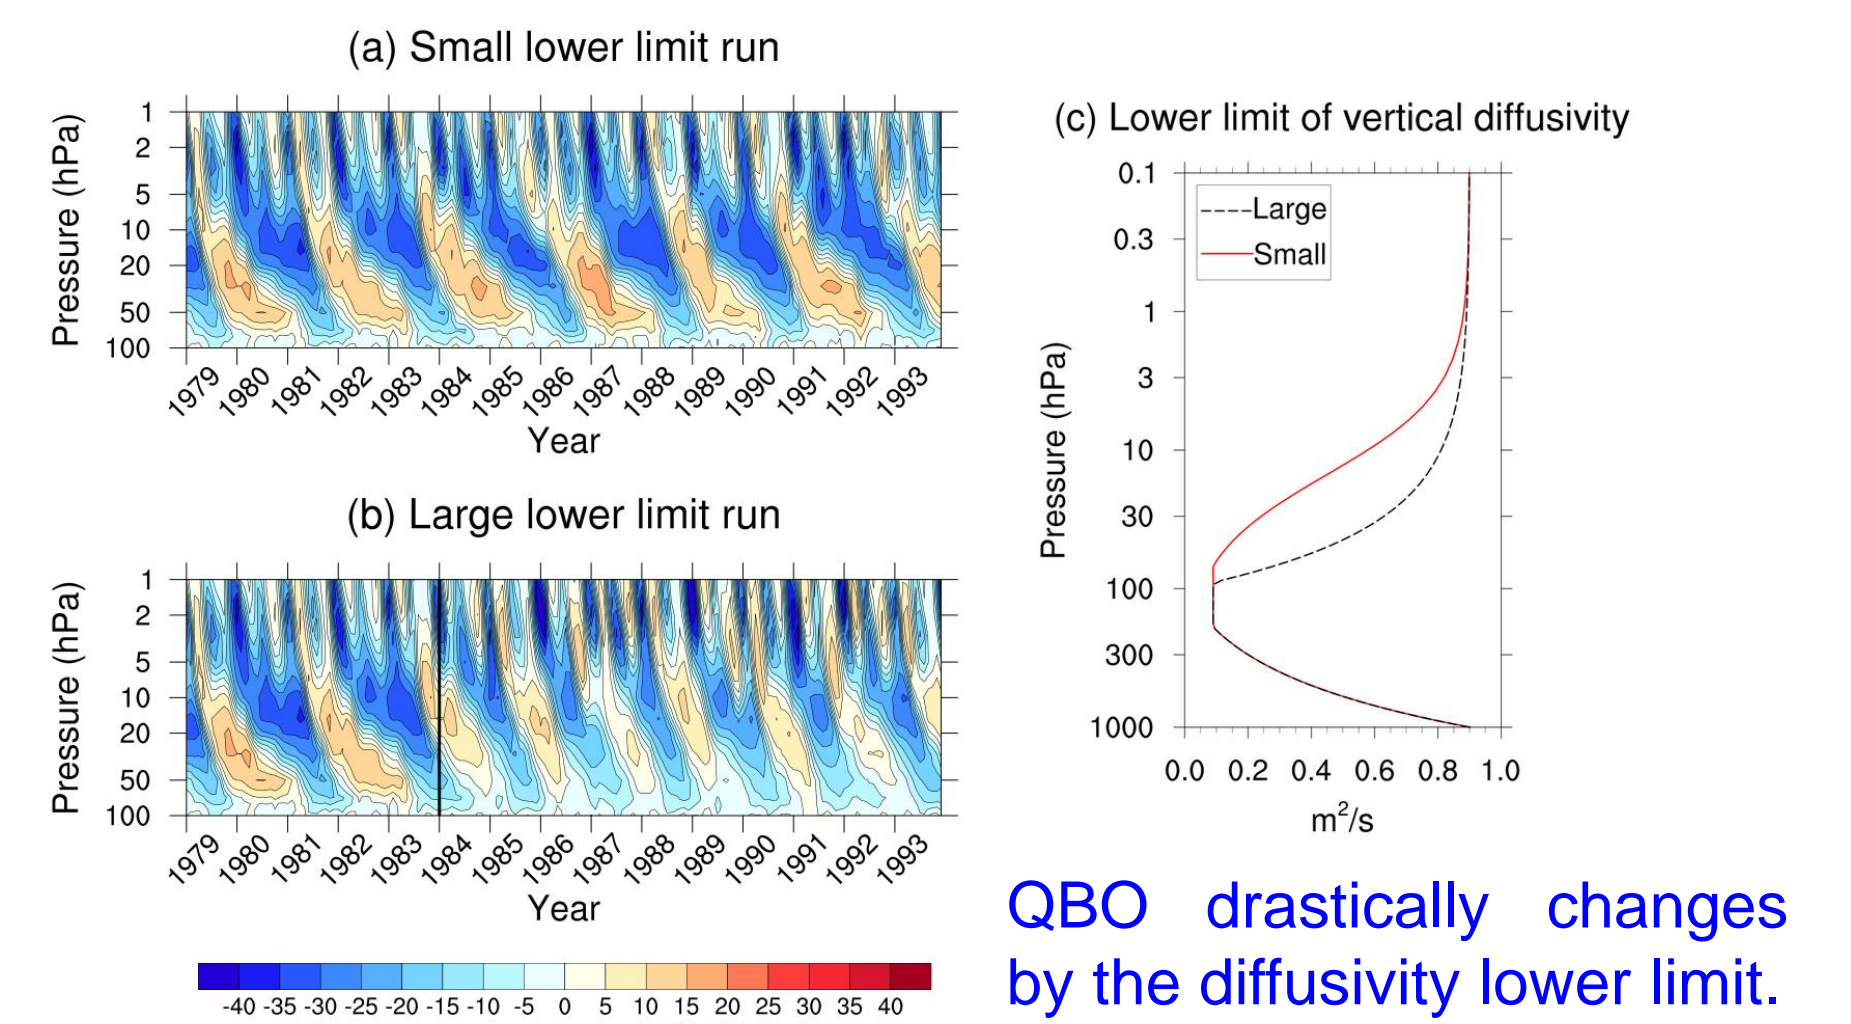 (a) Small lower limit run
1
2
5
10
20
50
100
Pressure (hPa)
1979 1980 1981 1982 1983 1984 1985 1986 1987 1988 1989 1990 1991 1992 1993
Year
(b) Large lower limit run
1
2
5
10
20
50
100
Pressure (hPa)
1979 1980 1981 1982 1983 1984 1985 1986 1987 1988 1989 1990 1991 1992 1993
Year
-40 -35 -30 -25 -20 -15 -10 -5 0 5 10 15 20 25 30 35 40
(c) Lower limit of vertical diffusivity
Large
Small
0.1
0.3
1
3
10
30
100
300
1000
Pressure (hPa)
0.0 0.2 0.4 0.6 0.8 1.0
m²/s
QBO drastically changes
by the diffusivity lower limit.